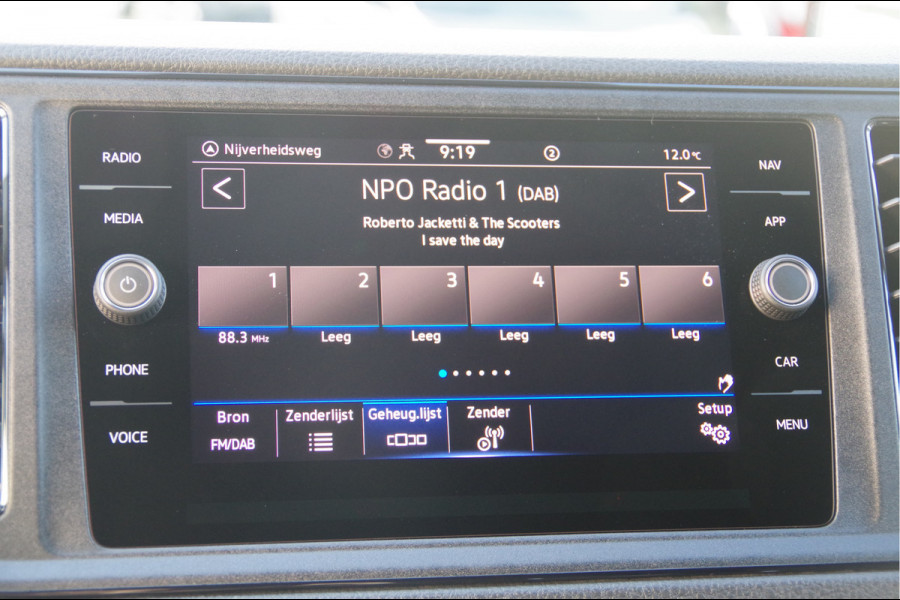 Nijverheidsweg
9:19
2
12.0°C
RADIO
MEDIA
PHONE
VOICE
<
NPO Radio 1 (DAB)
>
Roberto Jacketti & The Scooters
I save the day
1
2
3
4
5
6
88.3 MHz
Leeg
Leeg
Leeg
Leeg
Leeg
Bron
FM/DAB
Zenderlijst
Geheug.lijst
Zender
Setup
NAV
APP
CAR
MENU